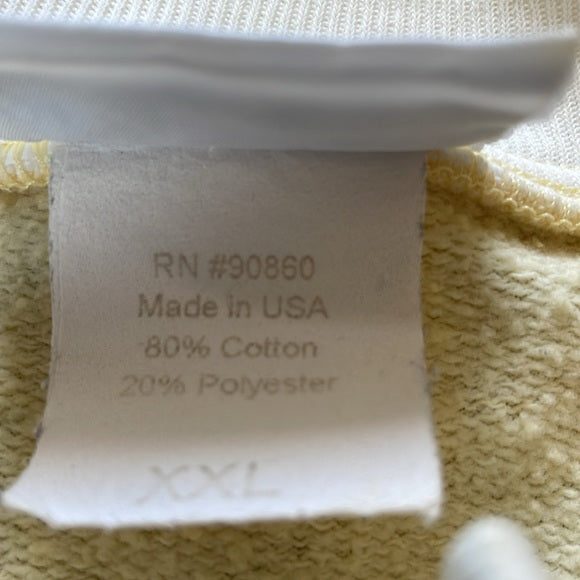 RN #90860
Made in USA
80% Cotton
20% Polyester
XXL